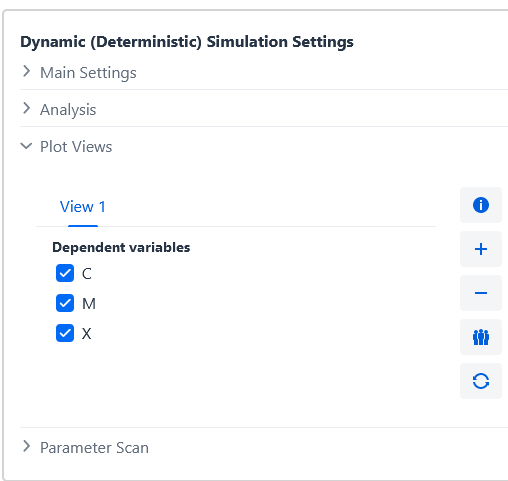 Dynamic (Deterministic) Simulation Settings
Main Settings
Analysis
Plot Views
View 1
Dependent variables
C
M
X
Parameter Scan